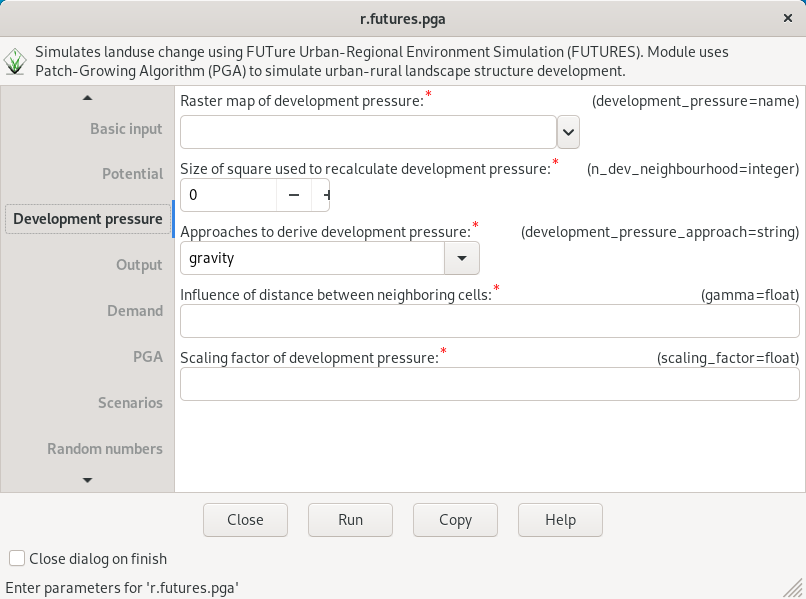 r.futures.pga
Simulates landuse change using FUTure Urban-Regional Environment Simulation (FUTURES). Module uses
Patch-Growing Algorithm (PGA) to simulate urban-rural landscape structure development.
Basic input
Potential
Development pressure
Output
Demand
PGA
Scenarios
Random numbers
Raster map of development pressure:* (development_pressure=name)
Size of square used to recalculate development pressure:* (n_dev_neighbourhood=integer)
0
Approaches to derive development pressure:* (development_pressure_approach=string)
gravity
Influence of distance between neighboring cells:* (gamma=float)
Scaling factor of development pressure:* (scaling_factor=float)
Close Run Copy Help
Close dialog on finish
Enter parameters for 'r.futures.pga'